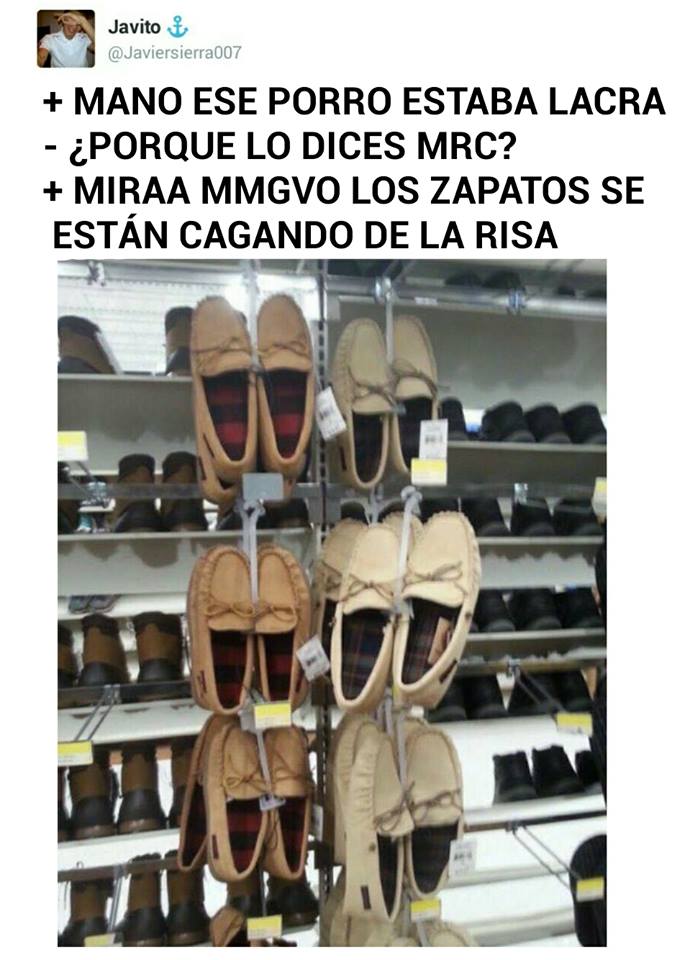 Javito ⚓
@Javiersierra007
+ MANO ESE PORRO ESTABA LACRA
- ¿PORQUE LO DICES MRC?
+ MIRAA MMGVO LOS ZAPATOS SE
ESTÁN CAGANDO DE LA RISA